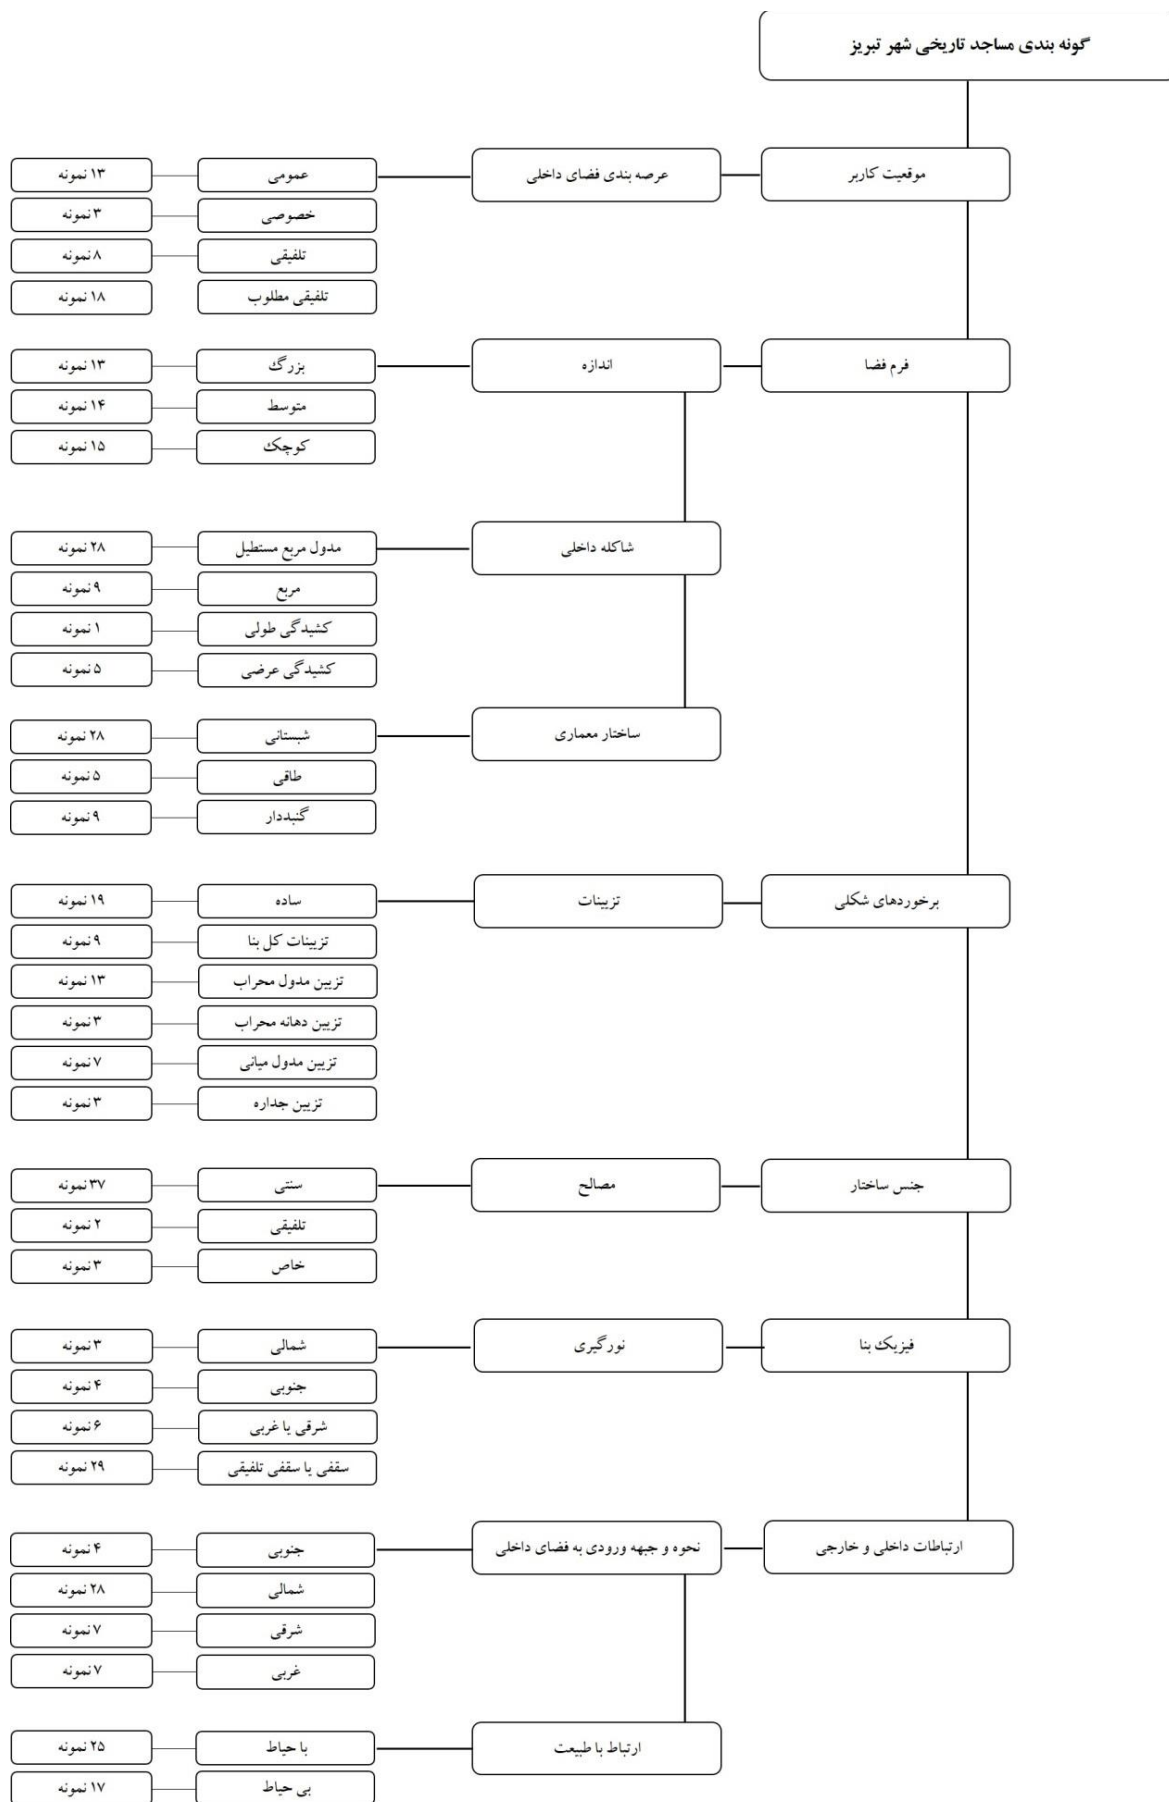 گونه بندی مساجد تاریخی شهر تبریز
موقعیت کاربر
عرصه بندی فضای داخلی
عمومی
۱۳ نمونه
خصوصی
۳ نمونه
تلفیقی
۸ نمونه
تلفیقی مطلوب
۱۸ نمونه
فرم فضا
اندازه
بزرگ
۱۳ نمونه
متوسط
۱۴ نمونه
کوچک
۱۵ نمونه
شاکله داخلی
مدول مربع مستطیل
۲۸ نمونه
مربع
۹ نمونه
کشیدگی طولی
۱ نمونه
کشیدگی عرضی
۵ نمونه
ساختار معماری
شبستانی
۲۸ نمونه
طاقی
۵ نمونه
گنبددار
۹ نمونه
برخوردهای شکلی
تزیینات
ساده
۱۹ نمونه
تزیینات کل بنا
۹ نمونه
تزیین مدول محراب
۱۳ نمونه
تزیین دهانه محراب
۳ نمونه
تزیین مدول میانی
۷ نمونه
تزیین جداره
۳ نمونه
جنس ساختار
مصالح
سنتی
۳۷ نمونه
تلفیقی
۲ نمونه
خاص
۳ نمونه
فیزیک بنا
نورگیری
شمالی
۳ نمونه
جنوبی
۴ نمونه
شرقی یا غربی
۶ نمونه
سقفی یا سقفی تلفیقی
۲۹ نمونه
ارتباطات داخلی و خارجی
نحوه و جبهه ورودی به فضای داخلی
جنوبی
۴ نمونه
شمالی
۲۸ نمونه
شرقی
۷ نمونه
غربی
۷ نمونه
ارتباط با طبیعت
با حیاط
۲۵ نمونه
بی حیاط
۱۷ نمونه